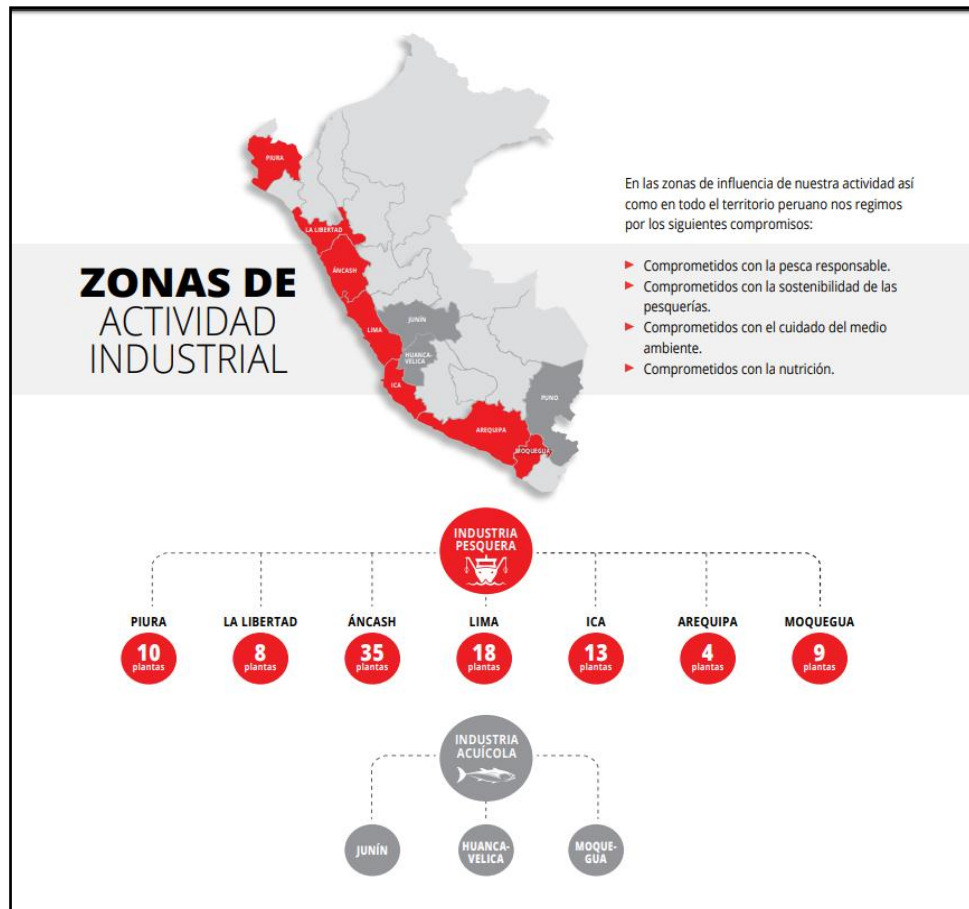 PIURA
LA LIBERTAD
ÁNCASH
LIMA
JUNÍN
HUANCA-
VELICA
ICA
AREQUIPA
PUNO
MOQUEGUA
ZONAS DE
ACTIVIDAD
INDUSTRIAL
En las zonas de influencia de nuestra actividad así
como en todo el territorio peruano nos regimos
por los siguientes compromisos:
Comprometidos con la pesca responsable.
Comprometidos con la sostenibilidad de las
pesquerías.
Comprometidos con el cuidado del medio
ambiente.
Comprometidos con la nutrición.
INDUSTRIA
PESQUERA
PIURA
10
plantas
LA LIBERTAD
8
plantas
ÁNCASH
35
plantas
LIMA
18
plantas
ICA
13
plantas
AREQUIPA
4
plantas
MOQUEGUA
9
plantas
INDUSTRIA
ACUÍCOLA
JUNÍN
HUANCA-
VELICA
MOQUE-
GUA